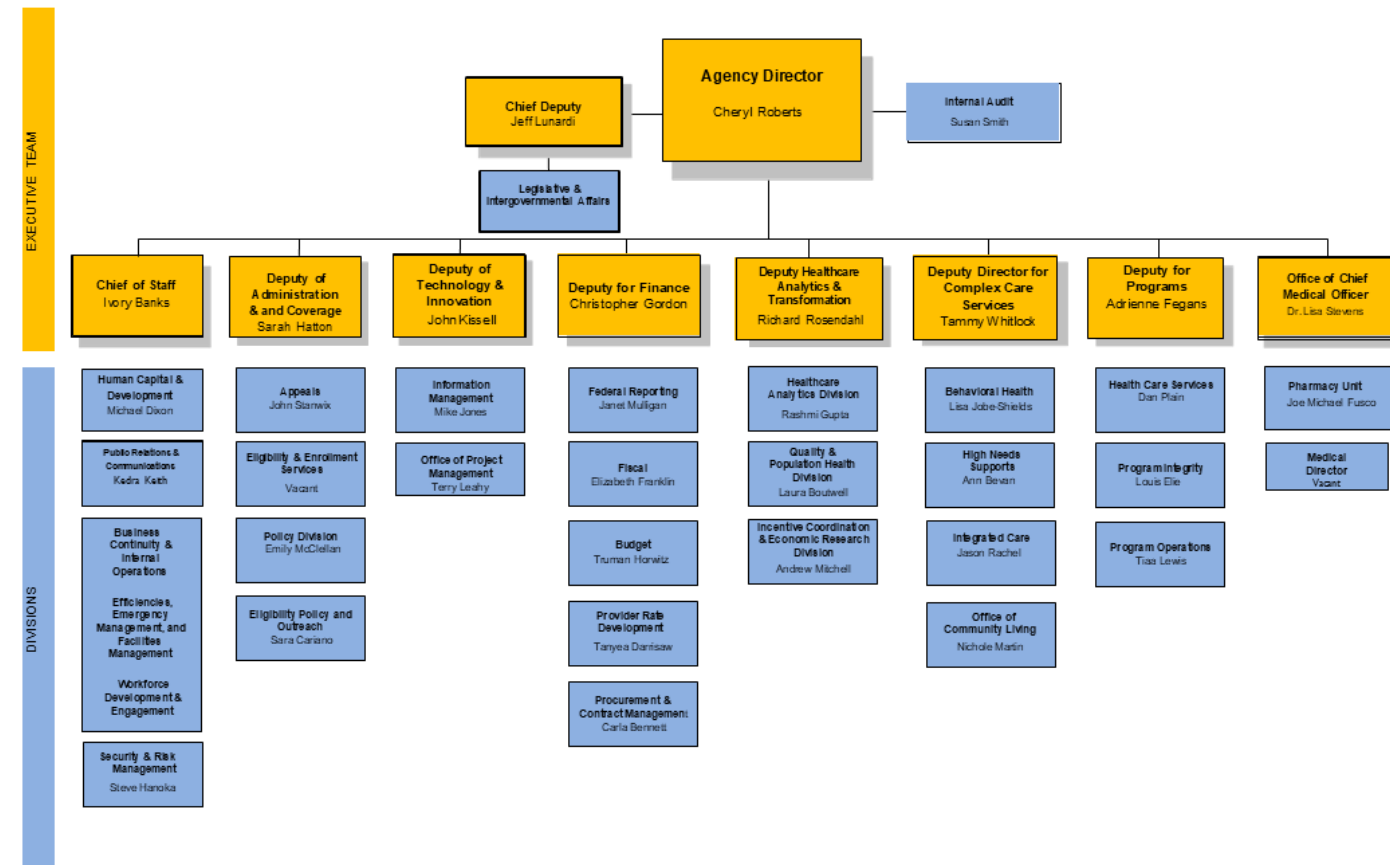 EXECUTIVE TEAM
Agency Director
Cheryl Roberts
Chief Deputy
Jeff Lunardi
Internal Audit
Susan Smith
Legislative &
Intergovernmental Affairs
Chief of Staff
Ivory Banks
Deputy of
Administration
& and Coverage
Sarah Hatton
Deputy of
Technology &
Innovation
John Kissell
Deputy for Finance
Christopher Gordon
Deputy Healthcare
Analytics &
Transformation
Richard Rosendahl
Deputy Director for
Complex Care
Services
Tammy Whitlock
Deputy for
Programs
Adrienne Fegans
Office of Chief
Medical Officer
Dr. Lisa Stevens
DIVISIONS
Human Capital &
Development
Michael Dixon
Public Relations &
Communications
Kedra Keith
Business
Continuity &
Internal
Operations
Efficiencies,
Emergency
Management, and
Facilities
Management
Workforce
Development &
Engagement
Security & Risk
Management
Steve Hanoka
Appeals
John Stanwix
Eligibility & Enrollment
Services
Vacant
Policy Division
Emily McClellan
Eligibility Policy and
Outreach
Sara Cariano
Information
Management
Mike Jones
Office of Project
Management
Terry Leahy
Federal Reporting
Janet Mulligan
Fiscal
Elizabeth Franklin
Budget
Truman Horwitz
Provider Rate
Development
Tanyea Darrisaw
Procurement &
Contract Management
Carla Bennett
Healthcare
Analytics Division
Rashmi Gupta
Quality &
Population Health
Division
Laura Boutwell
Incentive Coordination
& Economic Research
Division
Andrew Mitchell
Behavioral Health
Lisa Jobe-Shields
High Needs
Supports
Ann Bevan
Integrated Care
Jason Rachel
Office of
Community Living
Nichole Martin
Health Care Services
Dan Plain
Program Integrity
Louis Elie
Program Operations
Tiaa Lewis
Pharmacy Unit
Joe Michael Fusco
Medical
Director
Vacant